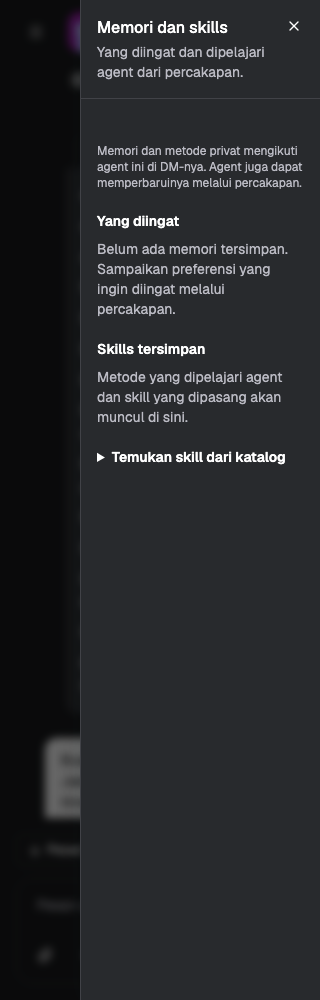 Memori dan skills
Yang diingat dan dipelajari
agent dari percakapan.
Memori dan metode privat mengikuti
agent ini di DM-nya. Agent juga dapat
memperbaruinya melalui percakapan.
Yang diingat
Belum ada memori tersimpan.
Sampaikan preferensi yang
ingin diingat melalui
percakapan.
Skills tersimpan
Metode yang dipelajari agent
dan skill yang dipasang akan
muncul di sini.
Temukan skill dari katalog